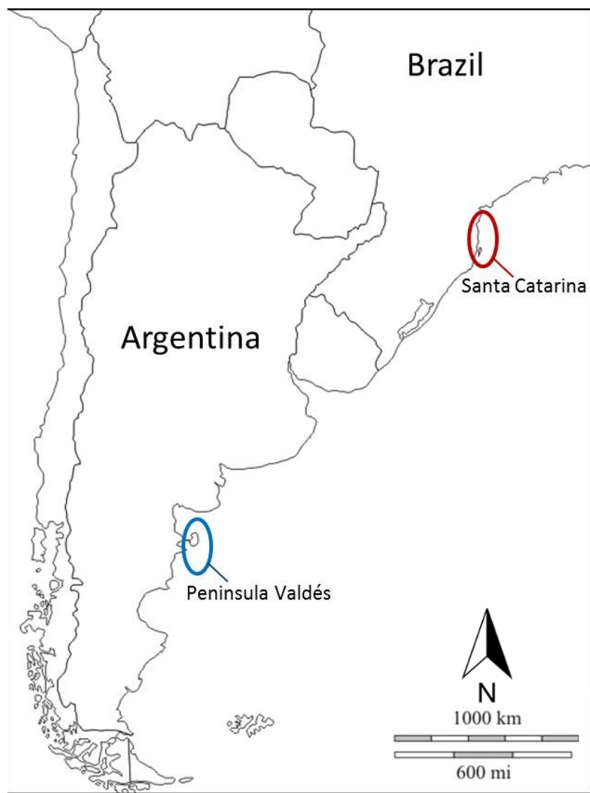 Brazil
Santa Catarina
Argentina
Peninsula Valdés
N
1000 km
600 mi